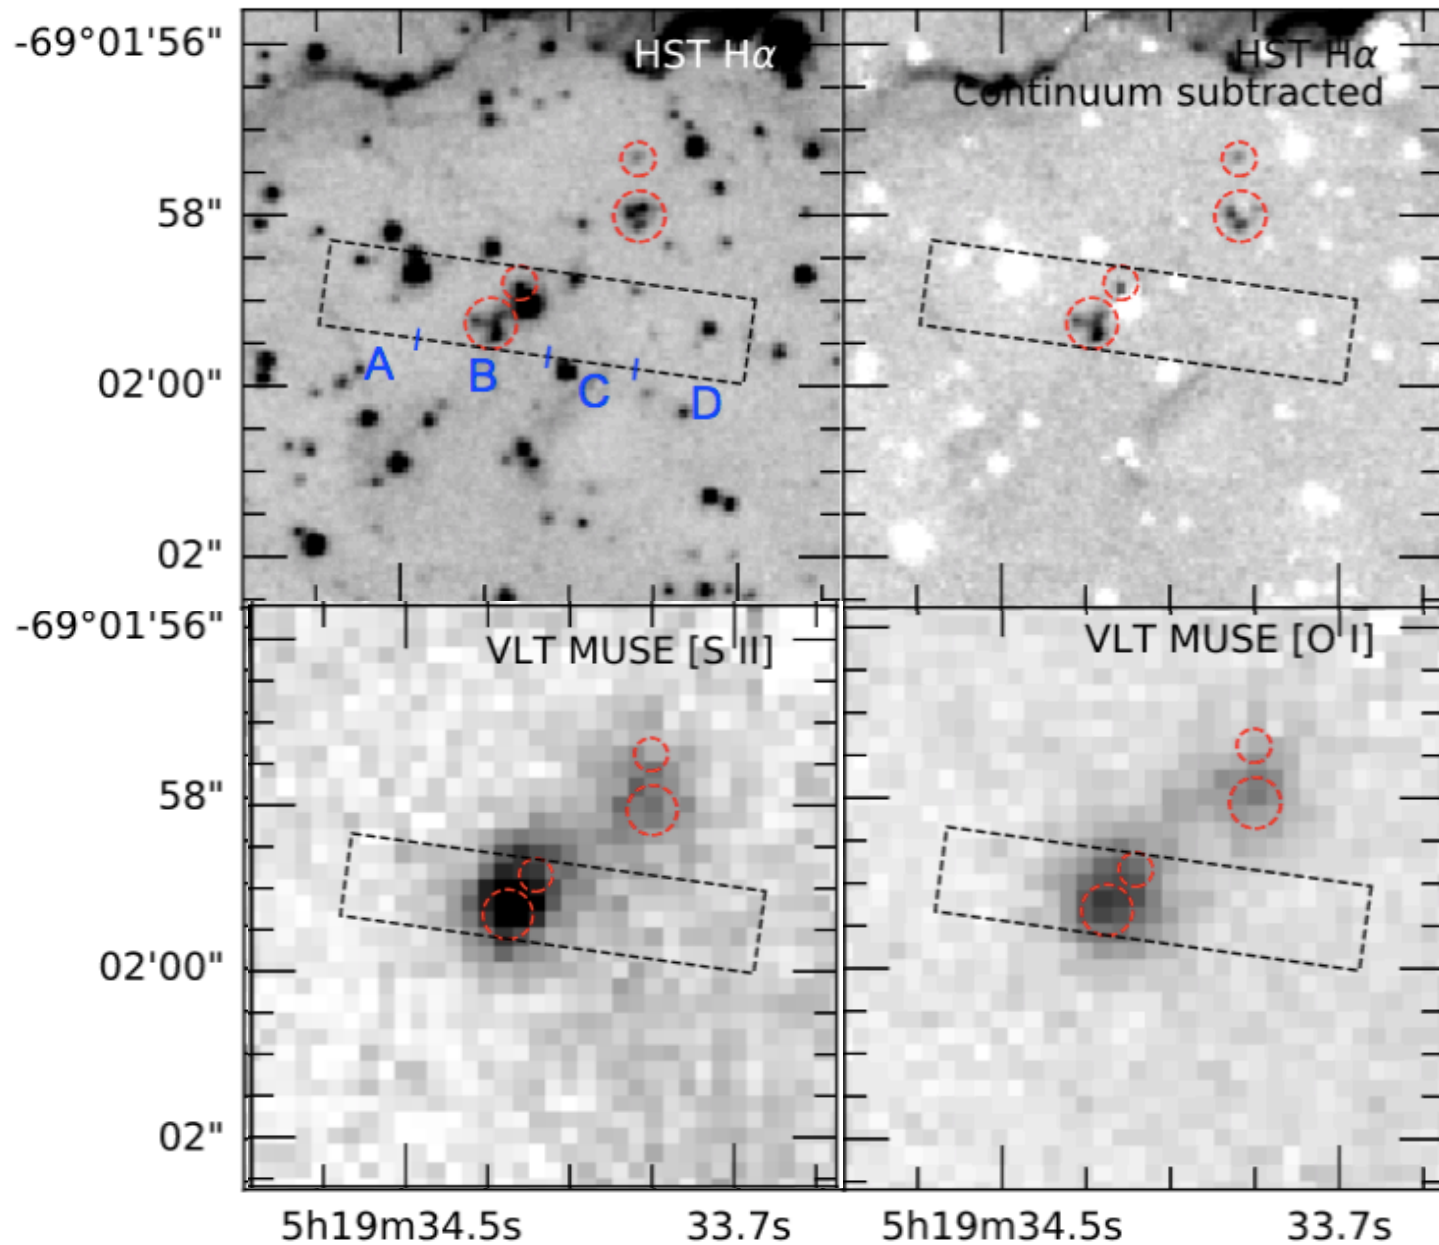 -69°01'56"
HST Hα
HST Hα
Continuum subtracted
58"
A
B
C
D
02'00"
02"
-69°01'56"
VLT MUSE [S II]
VLT MUSE [O I]
58"
02'00"
02"
5h19m34.5s
33.7s
5h19m34.5s
33.7s